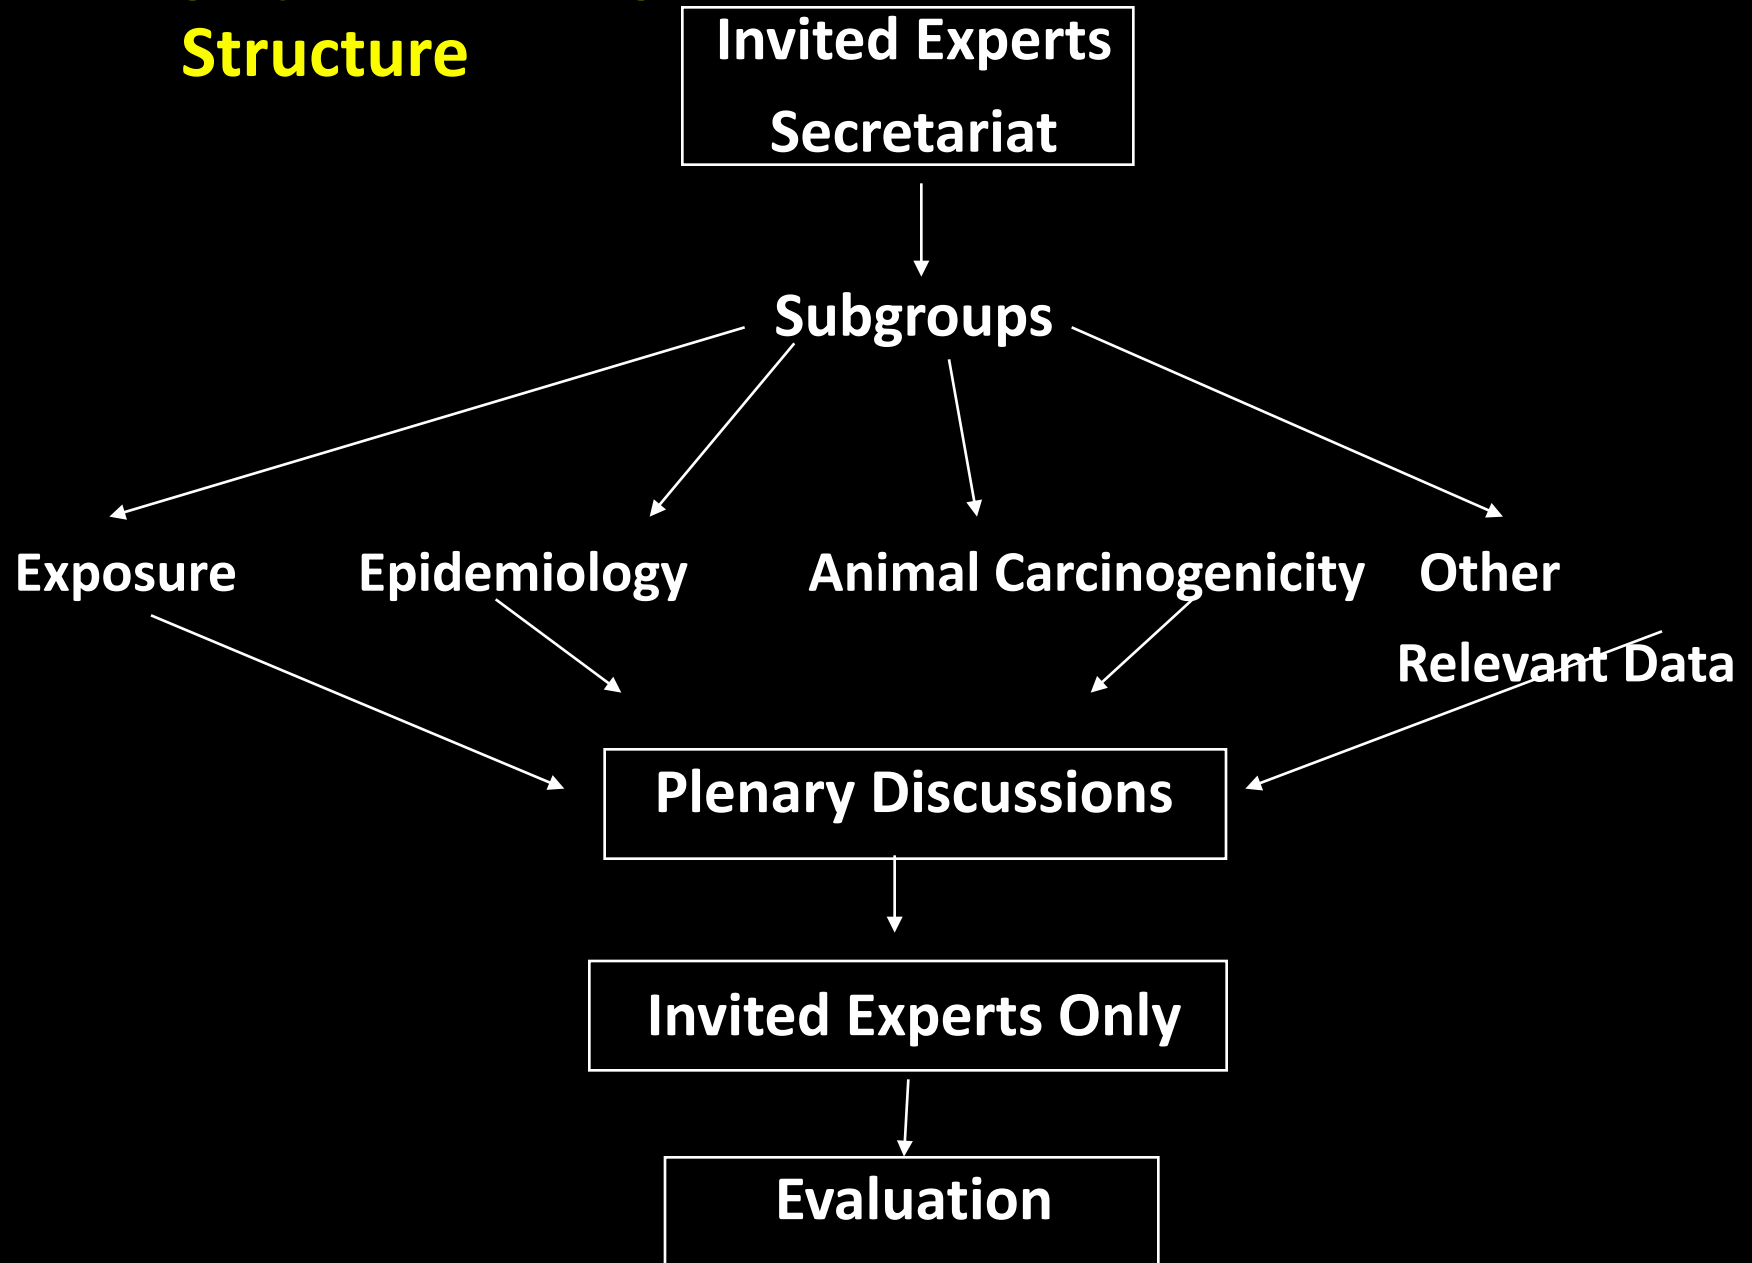 Structure
Invited Experts
Secretariat
Subgroups
Exposure
Epidemiology
Animal Carcinogenicity
Other
Relevant Data
Plenary Discussions
Invited Experts Only
Evaluation